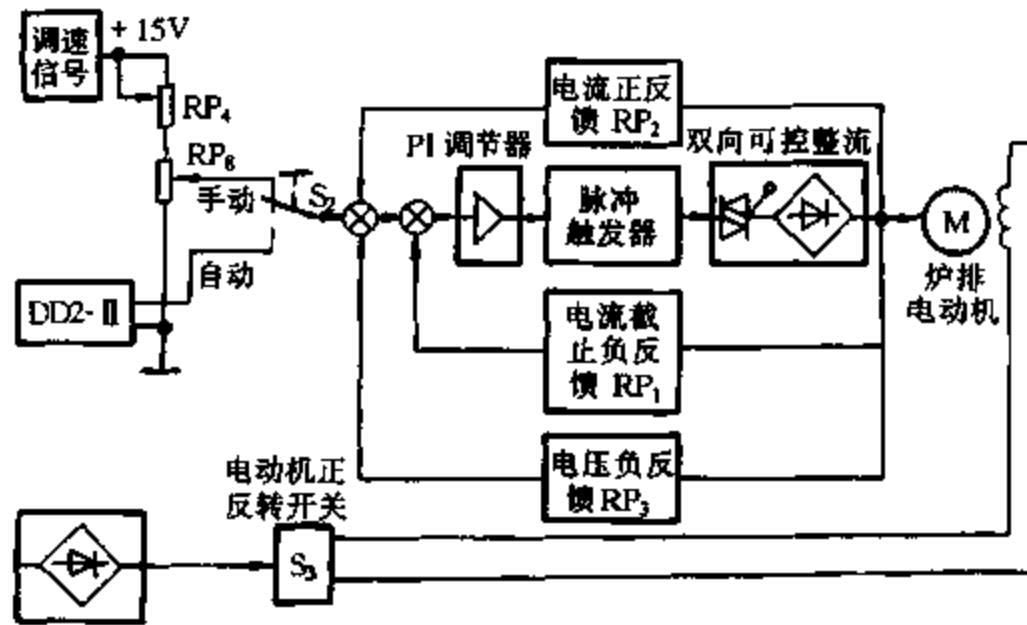 调速
信号
+ 15V
RP₄
RP₆
手动
S₂
自动
DD2-Ⅱ
电流正反
馈 RP₂
PI 调节器
双向可控整流
脉冲
触发器
M
炉排
电动机
电流截
止负反
馈 RP₁
电压负反
馈 RP₃
电动机正
反转开关
S₃